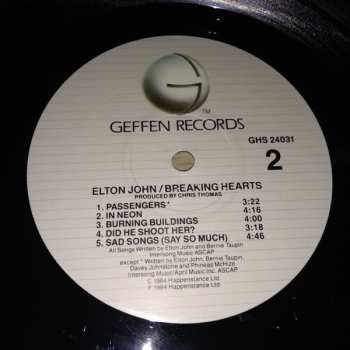 G
TM
GEFFEN RECORDS
GHS 24031
2
ELTON JOHN/BREAKING HEARTS
PRODUCED BY CHRIS THOMAS
1. PASSENGERS* 3:22
2. IN NEON 4:16
3. BURNING BUILDINGS 4:00
4. DID HE SHOOT HER? 3:18
5. SAD SONGS (SAY SO MUCH) 4:46
All Songs Written by Elton John and Bernie Taupin
Intersong Music ASCAP
except * Written by Elton John, Bernie Taupin,
Davey Johnstone and Phineas McHize
Intersong Music/April Music Inc. ASCAP
© 1984 Happenstance Ltd.
℗ 1984 Happenstance Ltd.